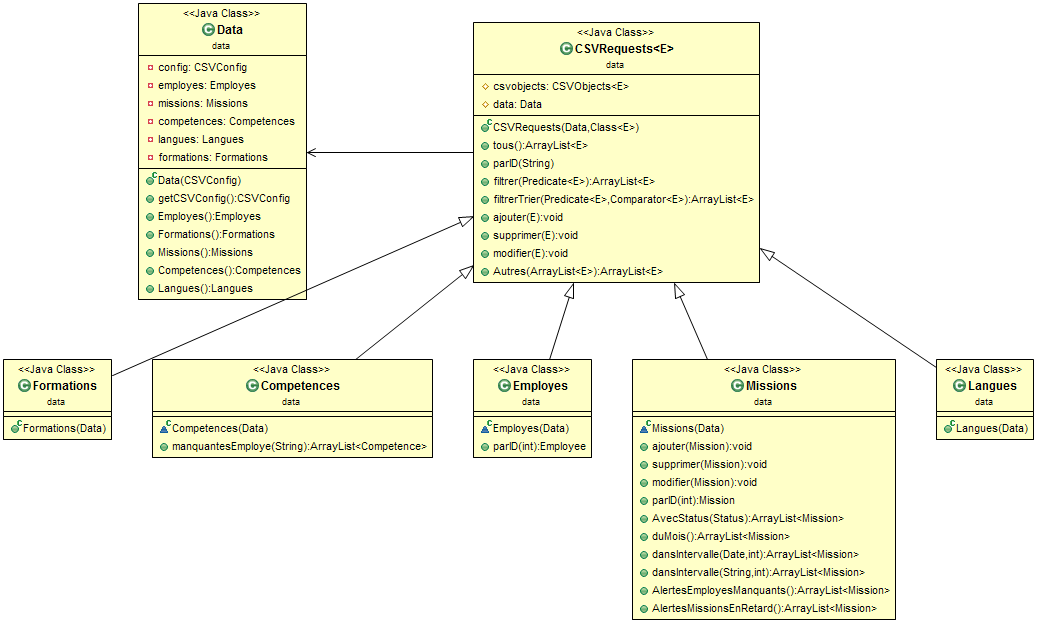 <<Java Class>>
Data
data
config: CSVConfig
employes: Employes
missions: Missions
competences: Competences
langues: Langues
formations: Formations
Data(CSVConfig)
getCSVConfig():CSVConfig
Employes():Employes
Formations():Formations
Missions():Missions
Competences():Competences
Langues():Langues
<<Java Class>>
CSVRequests<E>
data
csvobjects: CSVObjects<E>
data: Data
CSVRequests(Data,Class<E>)
tous():ArrayList<E>
parID(String)
filtrer(Predicate<E>):ArrayList<E>
filtrerTrier(Predicate<E>,Comparator<E>):ArrayList<E>
ajouter(E):void
supprimer(E):void
modifier(E):void
Autres(ArrayList<E>):ArrayList<E>
<<Java Class>>
Formations
data
Formations(Data)
<<Java Class>>
Competences
data
Competences(Data)
manquantesEmploye(String):ArrayList<Competence>
<<Java Class>>
Employes
data
Employes(Data)
parID(int):Employee
<<Java Class>>
Missions
data
Missions(Data)
ajouter(Mission):void
supprimer(Mission):void
modifier(Mission):void
parID(int):Mission
AvecStatus(Status):ArrayList<Mission>
duMois():ArrayList<Mission>
dansIntervalle(Date,int):ArrayList<Mission>
dansIntervalle(String,int):ArrayList<Mission>
AlertesEmployesManquants():ArrayList<Mission>
AlertesMissionsEnRetard():ArrayList<Mission>
<<Java Class>>
Langues
data
Langues(Data)